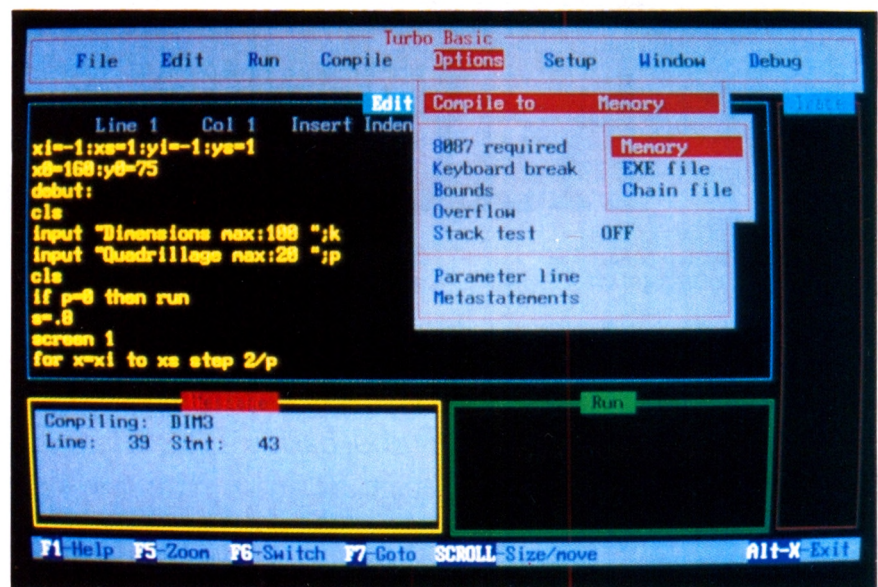 Turbo Basic
File Edit Run Compile Options Setup Window Debug
Edit
Line 1 Col 1 Insert Inden
xi=-1:xs=1:yi=-1:ys=1
x0=160:y0=75
debut:
cls
input "Dimensions max:100 ";k
input "Quadrillage max:20 ";p
cls
if p=0 then run
s=.8
screen 1
for x=xi to xs step 2/p
Compile to Memory
8087 required
Keyboard break
Bounds
Overflow
Stack test OFF
Parameter line
Metastatements
Memory
EXE file
Chain file
Trace
Message
Compiling: DIM3
Line: 39 Stmt: 43
Run
F1-Help F5-Zoom F6-Switch F7-Goto SCROLL-Size/move Alt-X-Exit